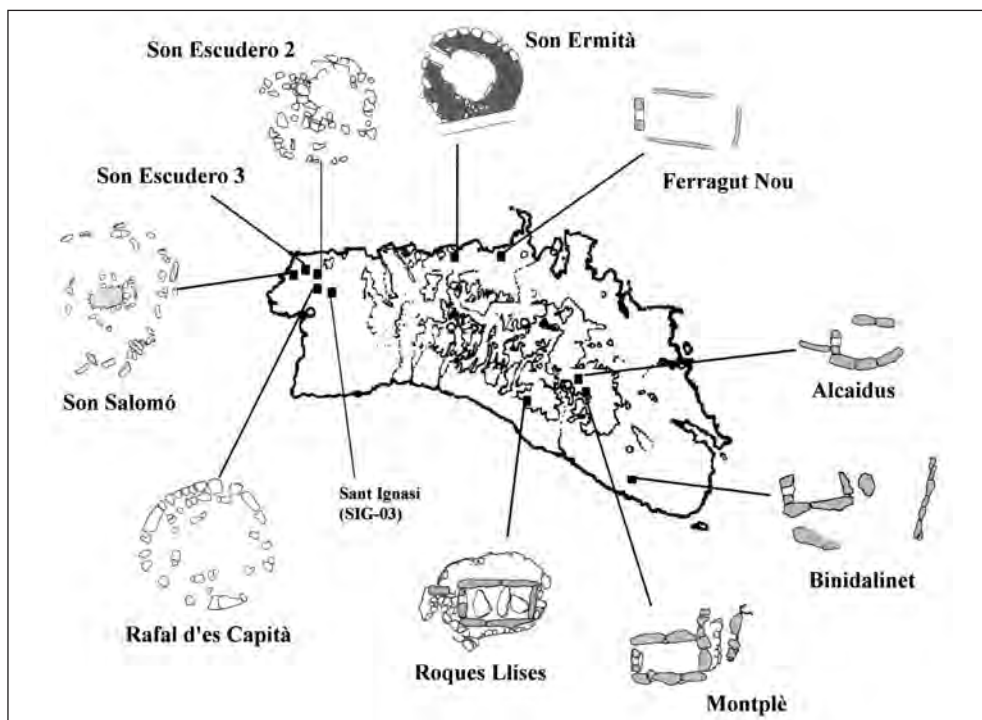 Son Escudero 2
Son Ermità
Ferragut Nou
Son Escudero 3
Son Salomó
Alcaidus
Sant Ignasi
(SIG-03)
Binidalinet
Rafal d'es Capità
Roques Llises
Montplè